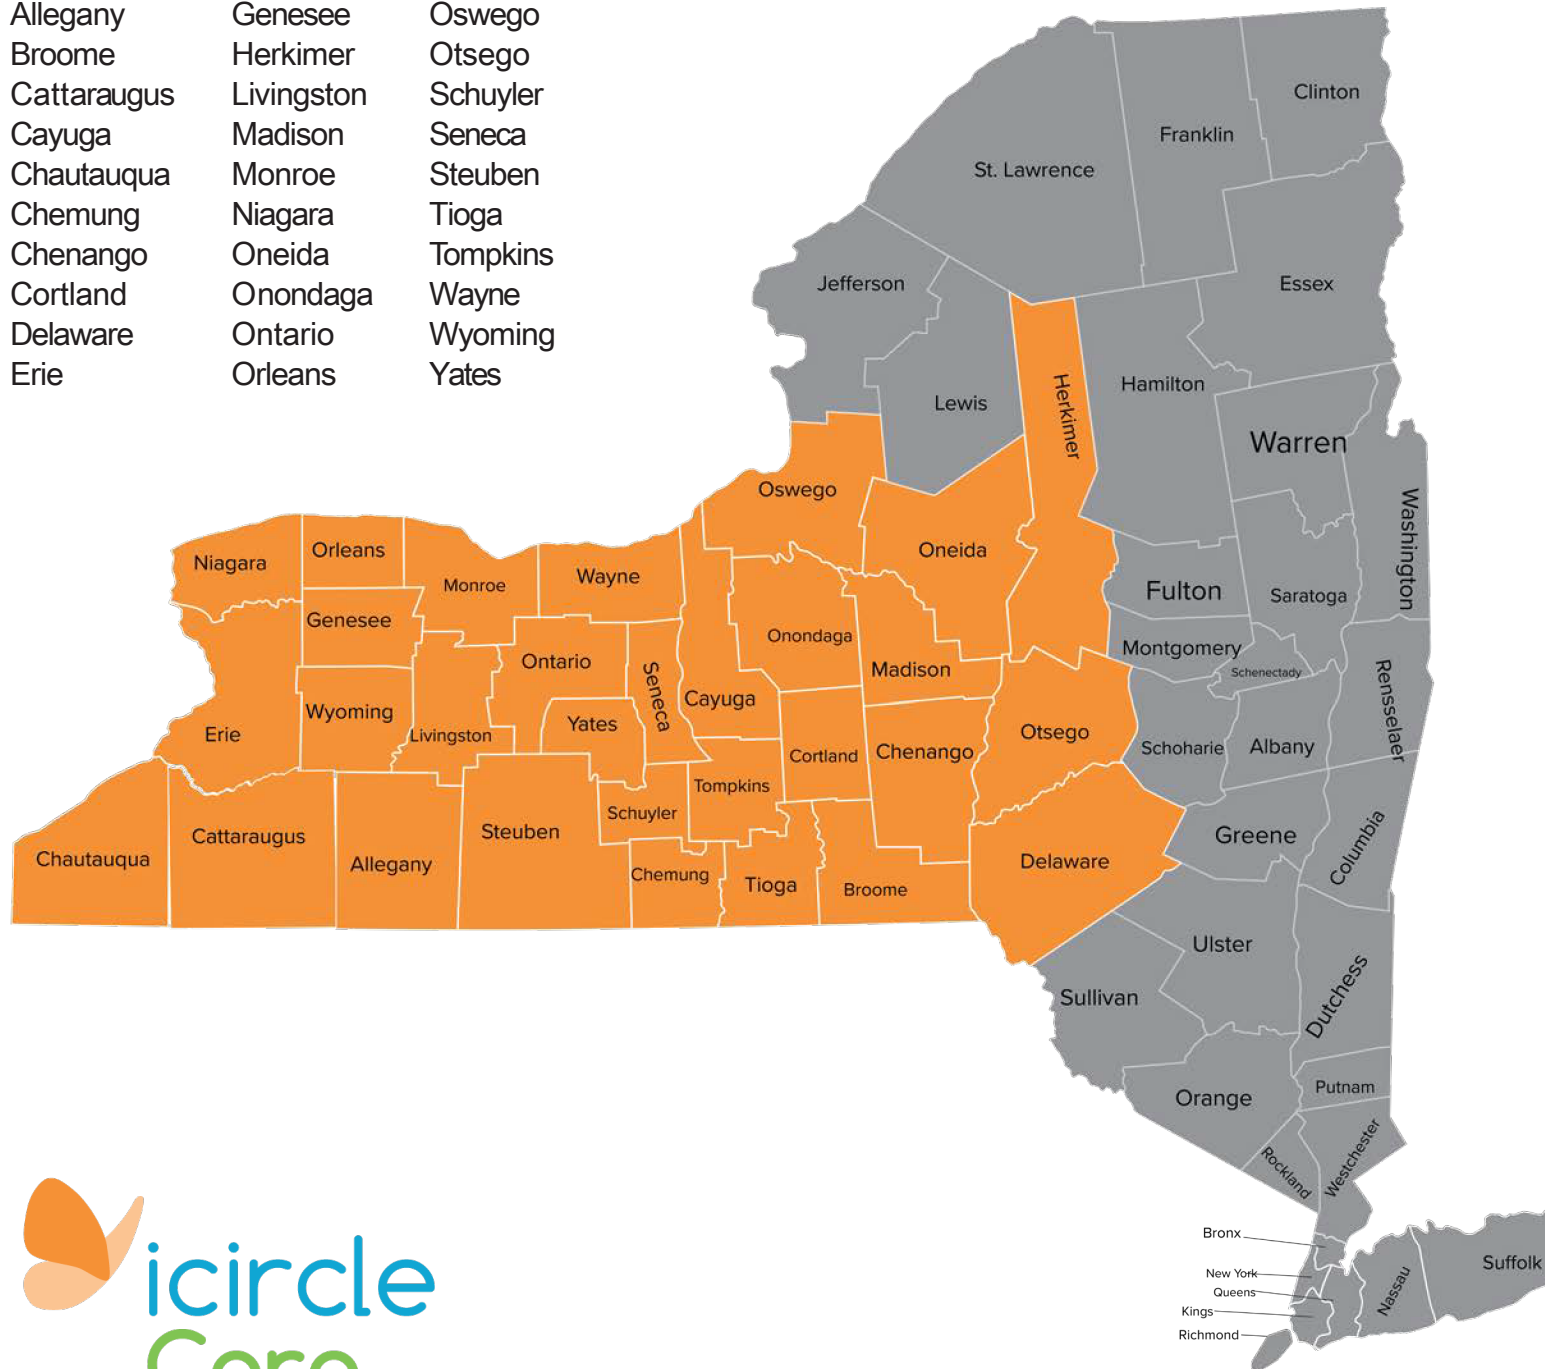 Allegany
Broome
Cattaraugus
Cayuga
Chautauqua
Chemung
Chenango
Cortland
Delaware
Erie
Genesee
Herkimer
Livingston
Madison
Monroe
Niagara
Oneida
Onondaga
Ontario
Orleans
Oswego
Otsego
Schuyler
Seneca
Steuben
Tioga
Tompkins
Wayne
Wyoming
Yates
Clinton
Franklin
St. Lawrence
Jefferson
Essex
Lewis
Herkimer
Hamilton
Warren
Washington
Oswego
Oneida
Fulton
Saratoga
Niagara
Orleans
Monroe
Wayne
Genesee
Onondaga
Madison
Montgomery
Schenectady
Rensselaer
Ontario
Seneca
Cayuga
Erie
Wyoming
Livingston
Yates
Cortland
Chenango
Otsego
Schoharie
Albany
Tompkins
Schuyler
Steuben
Chautauqua
Cattaraugus
Allegany
Chemung
Tioga
Broome
Delaware
Greene
Columbia
Ulster
Sullivan
Dutchess
Orange
Putnam
Rockland
Westchester
Bronx
New York
Queens
Kings
Richmond
Nassau
Suffolk
icircle
Care